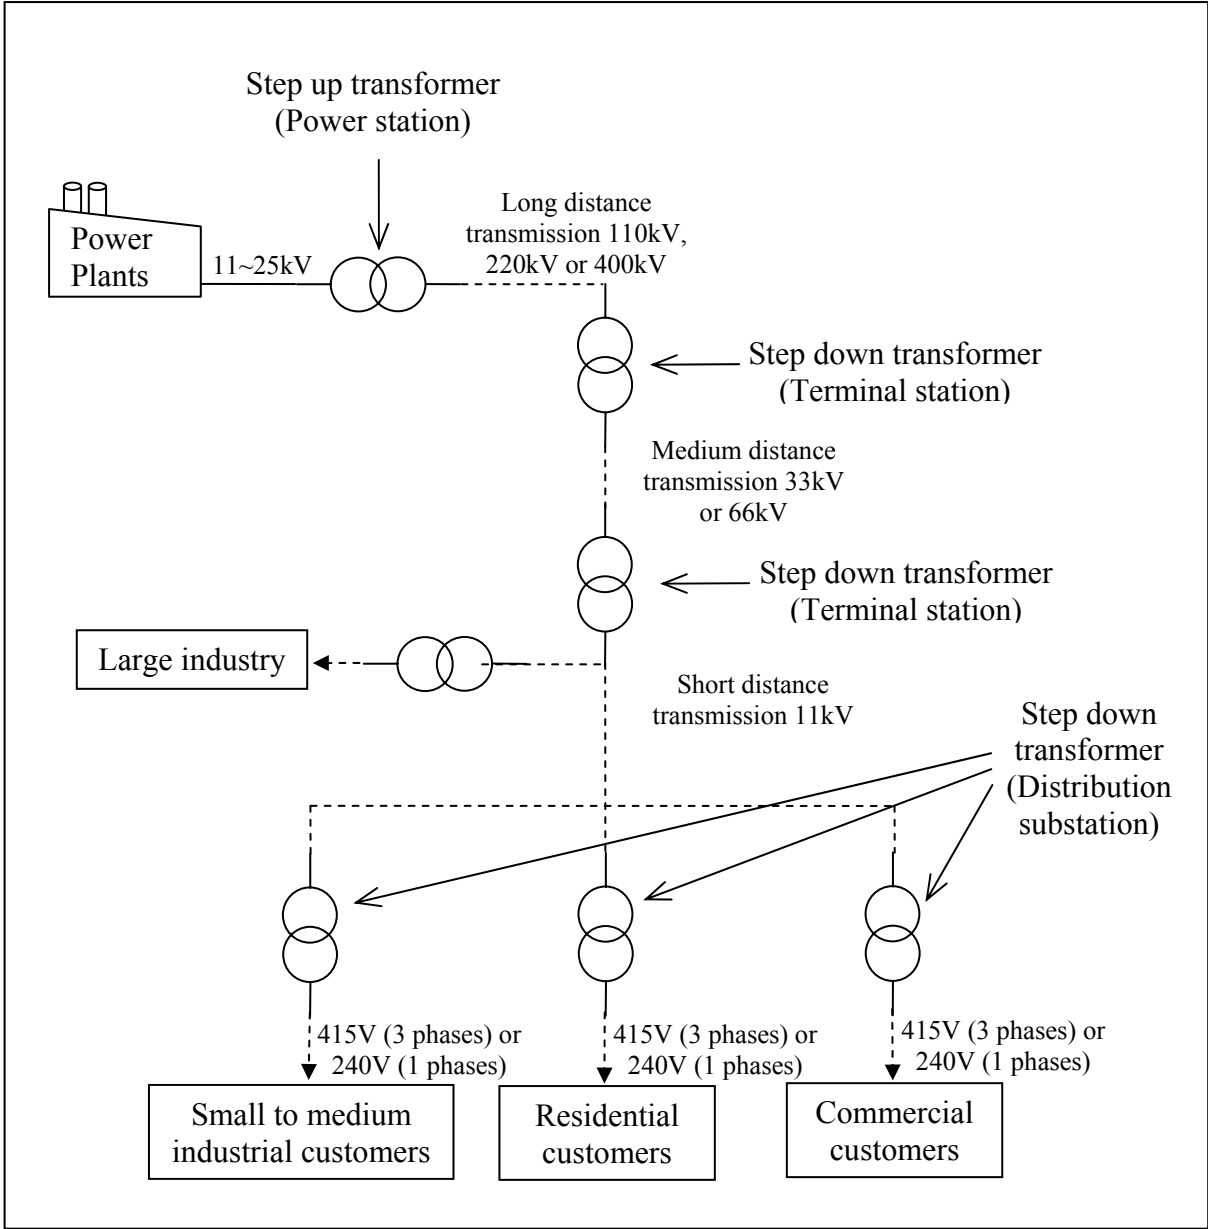 Step up transformer
(Power station)
Long distance
transmission 110kV,
220kV or 400kV
Power
Plants
11~25kV
Step down transformer
(Terminal station)
Medium distance
transmission 33kV
or 66kV
Step down transformer
(Terminal station)
Large industry
Short distance
transmission 11kV
Step down
transformer
(Distribution
substation)
415V (3 phases) or
240V (1 phases)
415V (3 phases) or
240V (1 phases)
415V (3 phases) or
240V (1 phases)
Small to medium
industrial customers
Residential
customers
Commercial
customers